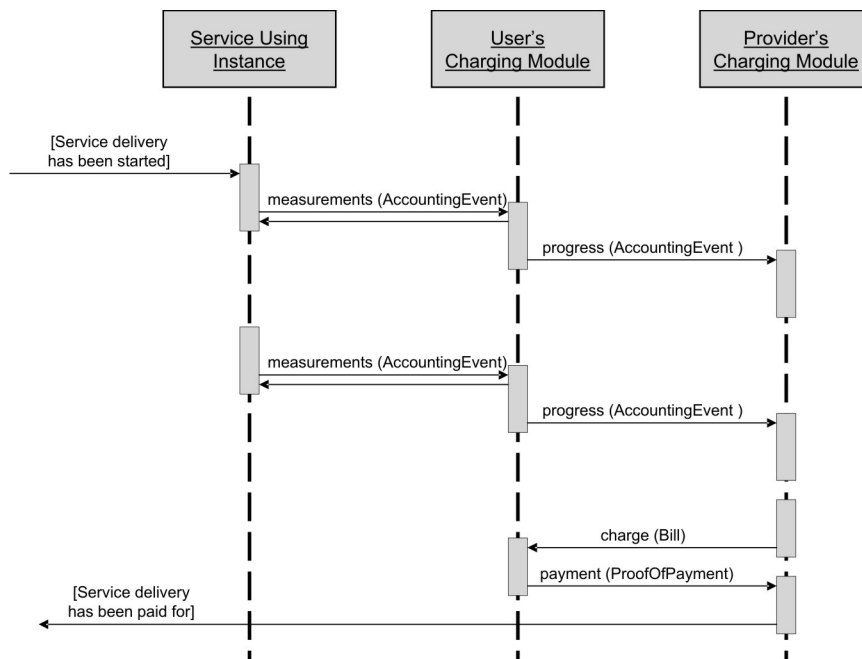 Service Using
Instance
User's
Charging Module
Provider's
Charging Module
[Service delivery
has been started]
measurements (AccountingEvent)
progress (AccountingEvent )
measurements (AccountingEvent)
progress (AccountingEvent )
charge (Bill)
payment (ProofOfPayment)
[Service delivery
has been paid for]